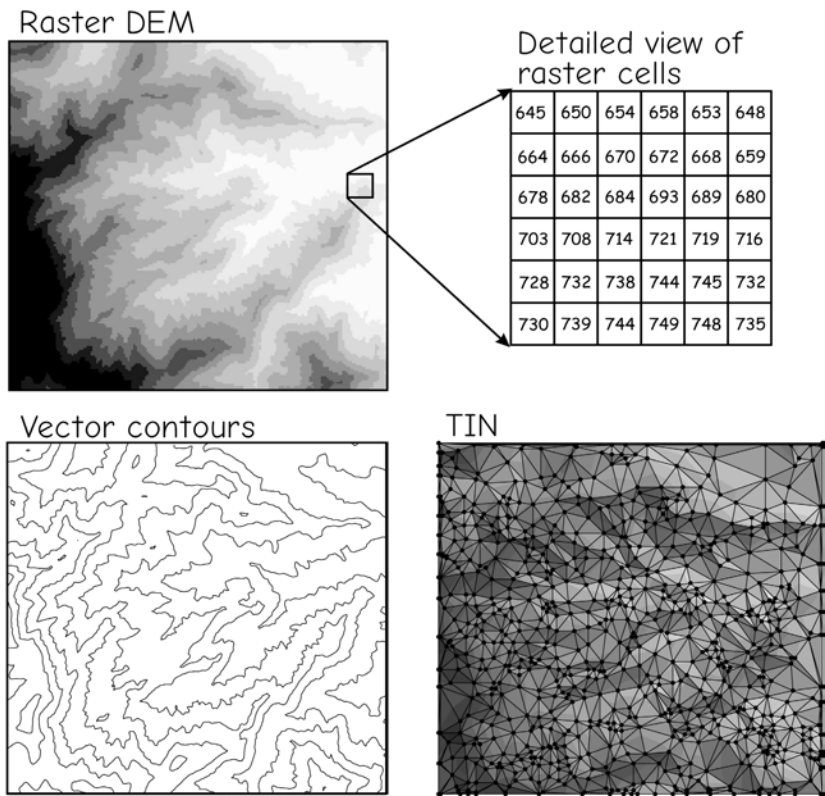 Raster DEM
Detailed view of
raster cells
645 650 654 658 653 648
664 666 670 672 668 659
678 682 684 693 689 680
703 708 714 721 719 716
728 732 738 744 745 732
730 739 744 749 748 735
Vector contours
TIN